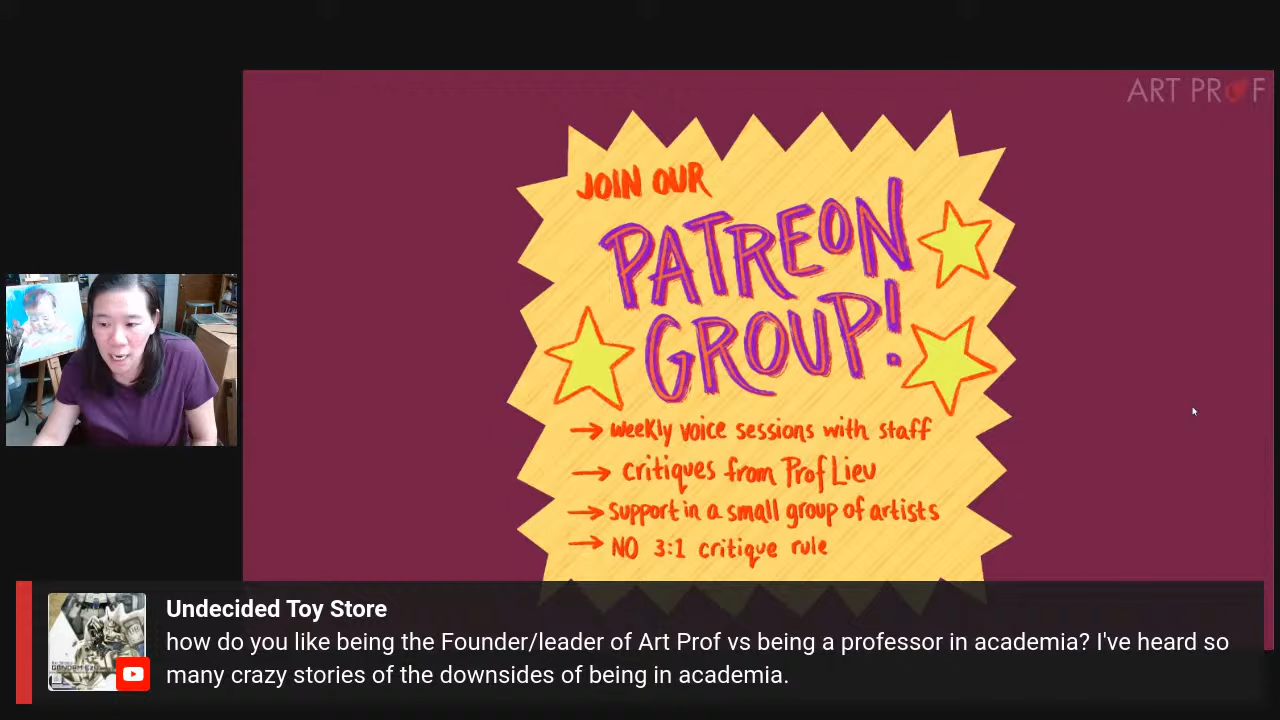 ART PROF
JOIN OUR
PATREON
GROUP!
→ weekly voice sessions with staff
→ critiques from Prof Lieu
→ support in a small group of artists
→ NO 3:1 critique rule
Undecided Toy Store
how do you like being the Founder/leader of Art Prof vs being a professor in academia? I've heard so
many crazy stories of the downsides of being in academia.